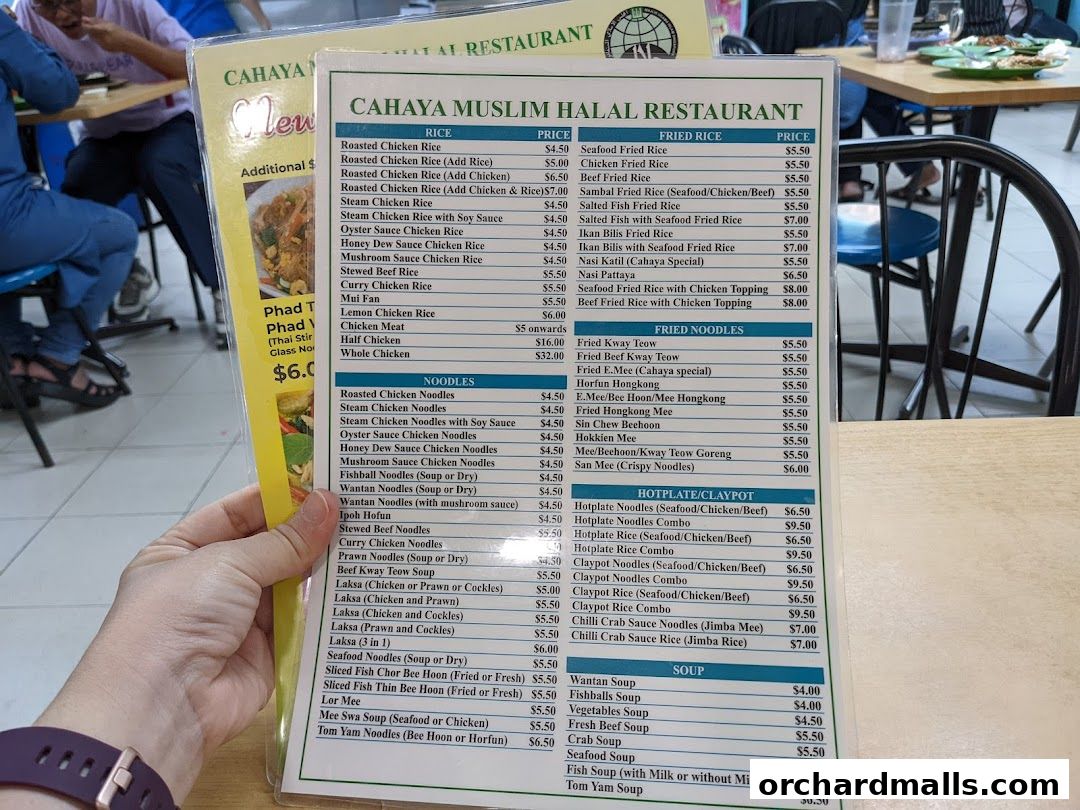 CAHAYA HALAL RESTAURANT
New
Additional
Phad
Phad
(Thai Stir
Glass
$6.
CAHAYA MUSLIM HALAL RESTAURANT
RICE PRICE
Roasted Chicken Rice $4.50
Roasted Chicken Rice (Add Rice) $5.00
Roasted Chicken Rice (Add Chicken) $6.50
Roasted Chicken Rice (Add Chicken & Rice) $7.00
Steam Chicken Rice $4.50
Steam Chicken Rice with Soy Sauce $4.50
Oyster Sauce Chicken Rice $4.50
Honey Dew Sauce Chicken Rice $4.50
Mushroom Sauce Chicken Rice $4.50
Stewed Beef Rice $5.50
Curry Chicken Rice $5.50
Mui Fan $5.50
Lemon Chicken Rice $6.00
Chicken Meat $5 onwards
Half Chicken $16.00
Whole Chicken $32.00
NOODLES
Roasted Chicken Noodles $4.50
Steam Chicken Noodles $4.50
Steam Chicken Noodles with Soy Sauce $4.50
Oyster Sauce Chicken Noodles $4.50
Honey Dew Sauce Chicken Noodles $4.50
Mushroom Sauce Chicken Noodles $4.50
Fishball Noodles (Soup or Dry) $4.50
Wantan Noodles (Soup or Dry) $4.50
Wantan Noodles (with mushroom sauce) $4.50
Ipoh Hofun $4.50
Stewed Beef Noodles $5.50
Curry Chicken Noodles
Prawn Noodles (Soup or Dry) $4.50
Beef Kway Teow Soup $5.50
Laksa (Chicken or Prawn or Cockles) $5.00
Laksa (Chicken and Prawn) $5.50
Laksa (Chicken and Cockles) $5.50
Laksa (Prawn and Cockles) $5.50
Laksa (3 in 1) $6.00
Seafood Noodles (Soup or Dry) $5.50
Sliced Fish Chor Bee Hoon (Fried or Fresh) $5.50
Sliced Fish Thin Bee Hoon (Fried or Fresh) $5.50
Lor Mee $5.50
Mee Swa Soup (Seafood or Chicken) $5.50
Tom Yam Noodles (Bee Hoon or Horfun) $6.50
FRIED RICE PRICE
Seafood Fried Rice $5.50
Chicken Fried Rice $5.50
Beef Fried Rice $5.50
Sambal Fried Rice (Seafood/Chicken/Beef) $5.50
Salted Fish Fried Rice $5.50
Salted Fish with Seafood Fried Rice $7.00
Ikan Bilis Fried Rice $5.50
Ikan Bilis with Seafood Fried Rice $7.00
Nasi Katil (Cahaya Special) $5.50
Nasi Pattaya $6.50
Seafood Fried Rice with Chicken Topping $8.00
Beef Fried Rice with Chicken Topping $8.00
FRIED NOODLES
Fried Kway Teow $5.50
Fried Beef Kway Teow $5.50
Fried E.Mee (Cahaya special) $5.50
Horfun Hongkong $5.50
E.Mee/Bee Hoon/Mee Hongkong $5.50
Fried Hongkong Mee $5.50
Sin Chew Beehoon $5.50
Hokkien Mee $5.50
Mee/Beehoon/Kway Teow Goreng $5.50
San Mee (Crispy Noodles) $6.00
HOTPLATE/CLAYPOT
Hotplate Noodles (Seafood/Chicken/Beef) $6.50
Hotplate Noodles Combo $9.50
Hotplate Rice (Seafood/Chicken/Beef) $6.50
Hotplate Rice Combo $9.50
Claypot Noodles (Seafood/Chicken/Beef) $6.50
Claypot Noodles Combo $9.50
Claypot Rice (Seafood/Chicken/Beef) $6.50
Claypot Rice Combo $9.50
Chilli Crab Sauce Noodles (Jimba Mee) $7.00
Chilli Crab Sauce Rice (Jimba Rice) $7.00
SOUP
Wantan Soup $4.00
Fishballs Soup $4.00
Vegetables Soup $4.50
Fresh Beef Soup $5.50
Crab Soup $5.50
Seafood Soup
Fish Soup (with Milk or without
Tom Yam Soup $6.50
orchardmalls.com